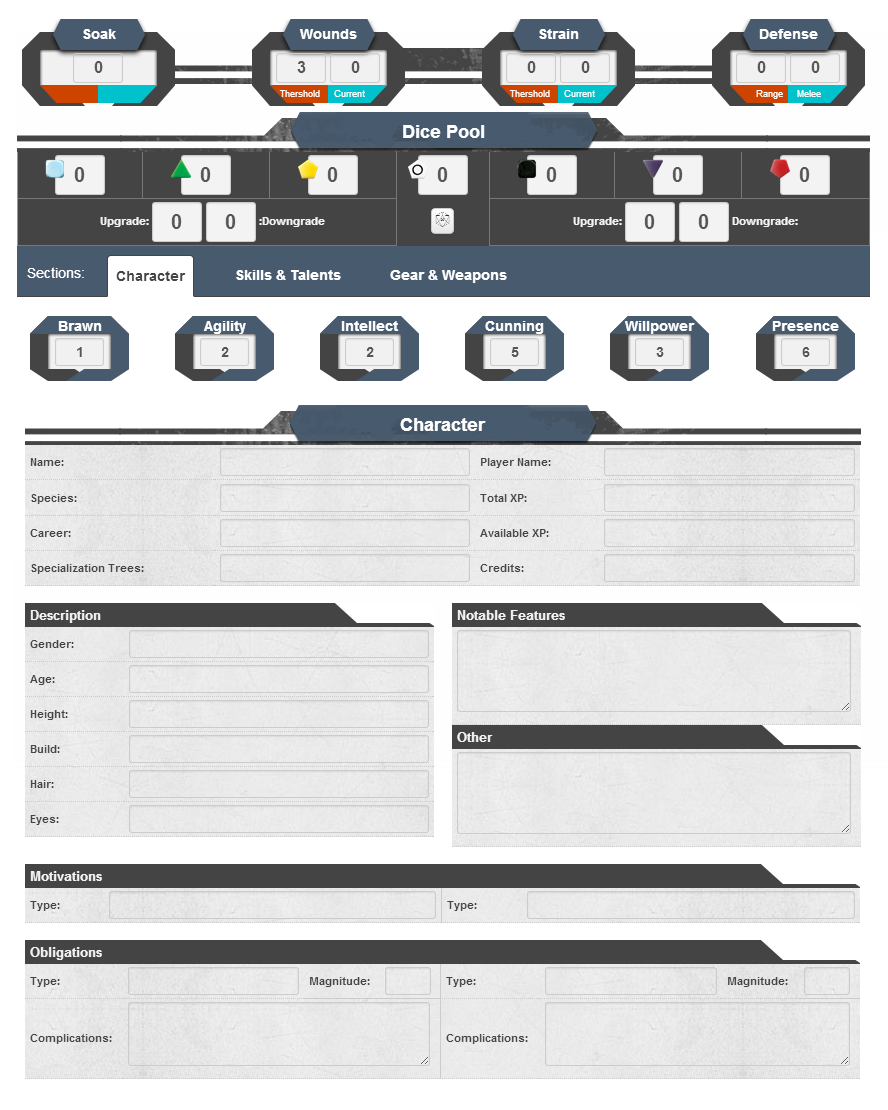 Soak Wounds Strain Defense
0 3 0 0 0 0 0
Thershold Current Thershold Current Range Melee
Dice Pool
0 0 0 0 0 0 0
Upgrade: 0 0 :Downgrade Upgrade: 0 0 Downgrade:
Sections: Character Skills & Talents Gear & Weapons
Brawn Agility Intellect Cunning Willpower Presence
1 2 2 5 3 6
Character
Name: Player Name:
Species: Total XP:
Career: Available XP:
Specialization Trees: Credits:
Description Notable Features
Gender:
Age:
Height:
Other
Build:
Hair:
Eyes:
Motivations
Type: Type:
Obligations
Type: Magnitude: Type: Magnitude:
Complications: Complications: